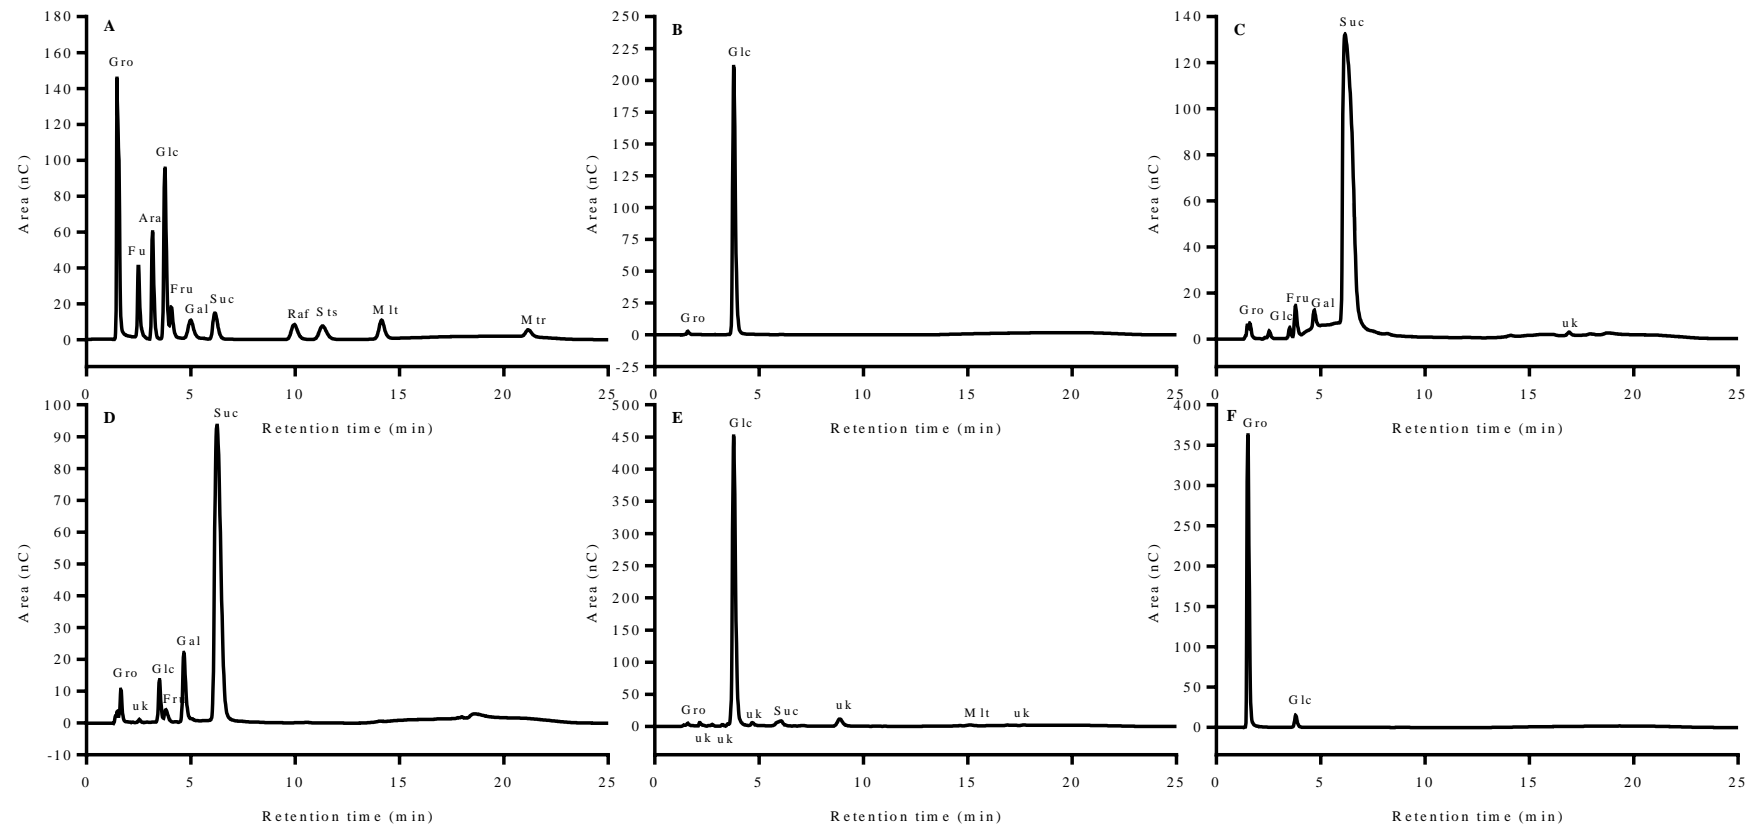 A
180
160
140
120
100
80
60
40
20
0
Area (nC)
Gro
Fu
Ara
Glc
Fru
Gal
Suc
Raf
Sts
Mlt
Mtr
0 5 10 15 20 25
Retention time (min)
B
250
225
200
175
150
125
100
75
50
25
0
-25
Area (nC)
Gro
Glc
0 5 10 15 20 25
Retention time (min)
C
140
120
100
80
60
40
20
0
Area (nC)
Gro
Glc
Fru
Gal
Suc
uk
0 5 10 15 20 25
Retention time (min)
D
100
90
80
70
60
50
40
30
20
10
0
-10
Area (nC)
Gro
uk
Glc
Fru
Gal
Suc
0 5 10 15 20 25
Retention time (min)
E
500
450
400
350
300
250
200
150
100
50
0
Area (nC)
Gro
uk uk
Glc
uk
Suc
uk
Mlt
uk
0 5 10 15 20 25
Retention time (min)
F
400
350
300
250
200
150
100
50
0
Area (nC)
Gro
Glc
0 5 10 15 20 25
Retention time (min)